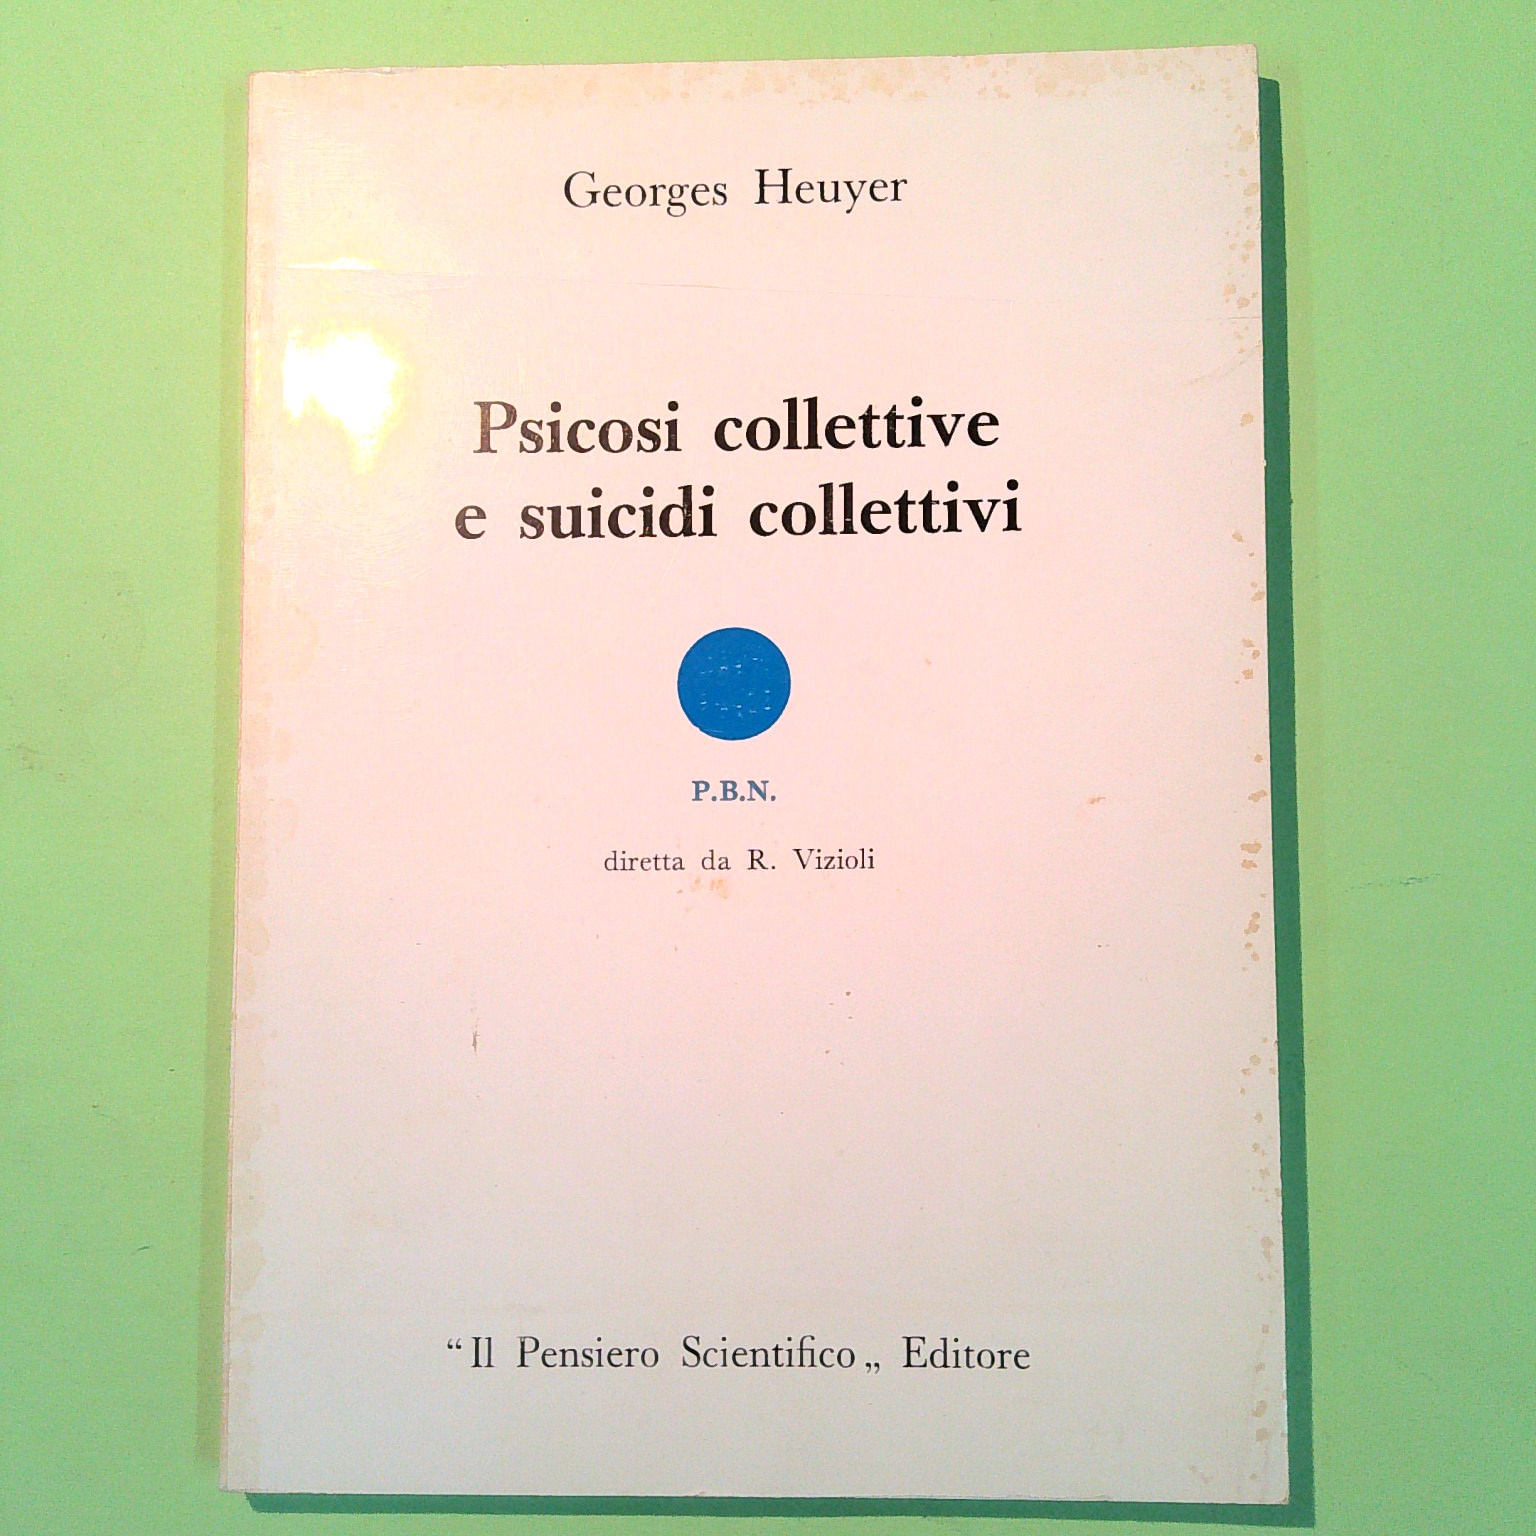 Georges Heuyer
Psicosi collettive
e suicidi collettivi
P.B.N.
diretta da R. Vizioli
“Il Pensiero Scientifico„ Editore